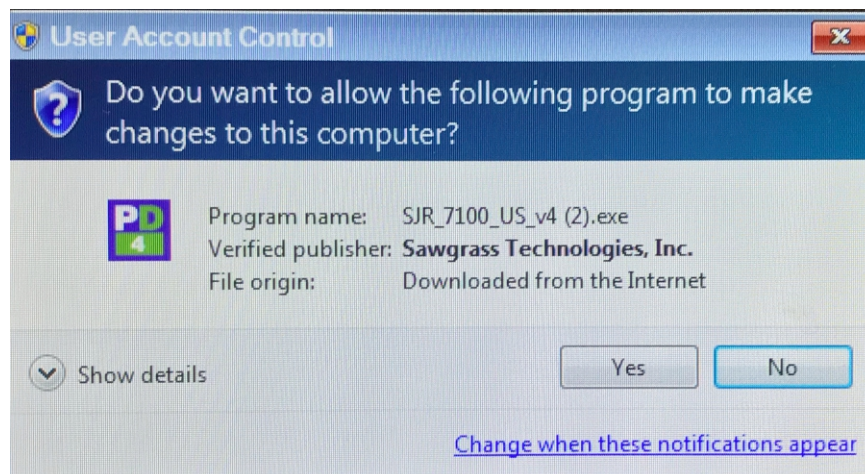 User Account Control
Do you want to allow the following program to make
changes to this computer?
PD
4
Program name: SJR_7100_US_v4 (2).exe
Verified publisher: Sawgrass Technologies, Inc.
File origin: Downloaded from the Internet
Show details
Yes
No
Change when these notifications appear